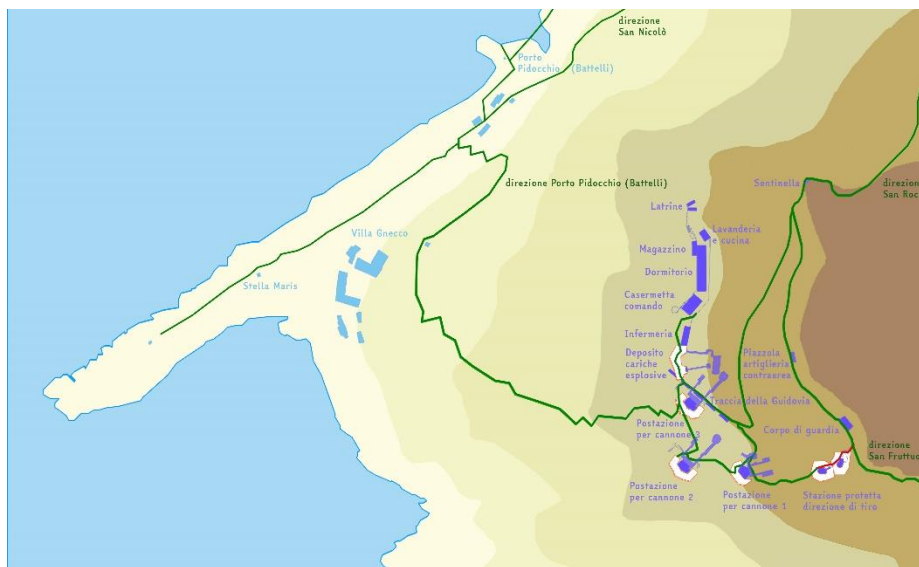 direzione
San Nicolò
Porto
Pidocchio (Battelli)
direzione Porto Pidocchio (Battelli)
Sentinella
direzione
San Roc
Latrine
Lavanderia
e cucina
Villa Gnecco
Magazzino
Dormitorio
Stella Maris
Casermetta
comando
Infermeria
Deposito
cariche
esplosive
Piazzola
artiglieria
contraerea
Traccia della Guidovia
Postazione
per cannone 3
Corpo di guardia
direzione
San Fruttuo
Postazione
per cannone 2
Postazione
per cannone 1
Stazione protetta
direzione di tiro